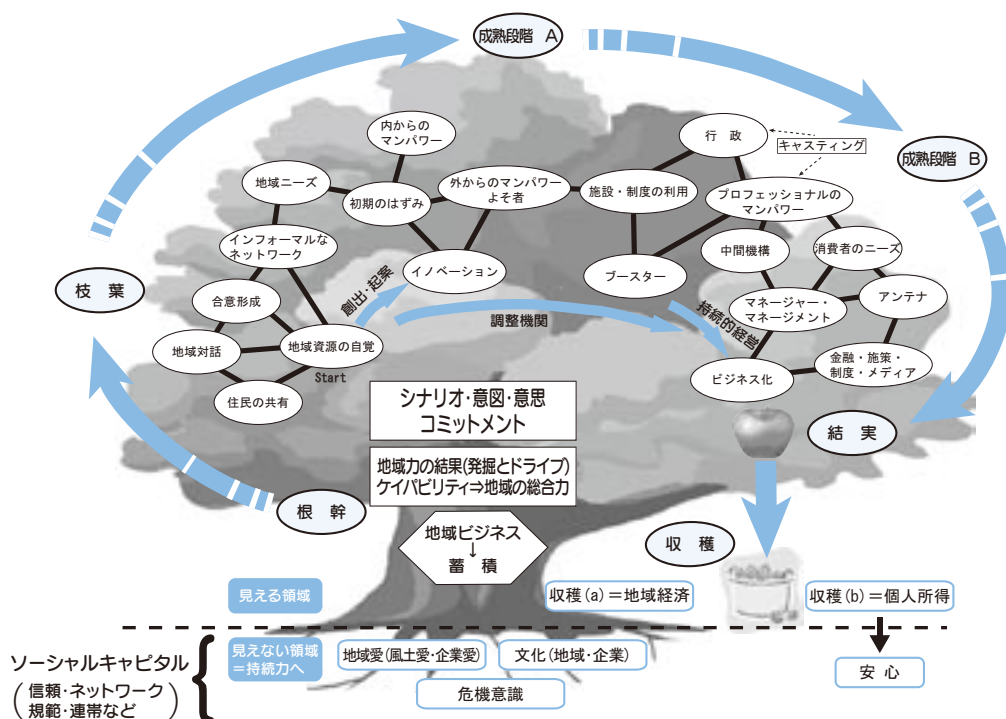 成熟段階 A
成熟段階 B
内からの
マンパワー
行 政
キャスティング
地域ニーズ
初期のはずみ
外からのマンパワー
よそ者
施設・制度の利用
プロフェッショナルの
マンパワー
インフォーマルな
ネットワーク
中間機構
消費者のニーズ
イノベーション
ブースター
枝 葉
合意形成
創出・起案
マネージャー・
マネージメント
アンテナ
調整機関
持続的経営
地域対話
地域資源の自覚
Start
金融・施策・
制度・メディア
ビジネス化
住民の共有
シナリオ・意図・意思
コミットメント
結 実
地域力の結果(発掘とドライブ)
ケイパビリティ⇒地域の総合力
根 幹
地域ビジネス
↓
蓄 積
収 穫
見える領域
収穫(a)=地域経済
収穫(b)=個人所得
ソーシャルキャピタル
(信頼・ネットワーク
規範・連帯など)
見えない領域
=持続力へ
地域愛(風土愛・企業愛)
文化(地域・企業)
危機意識
安 心